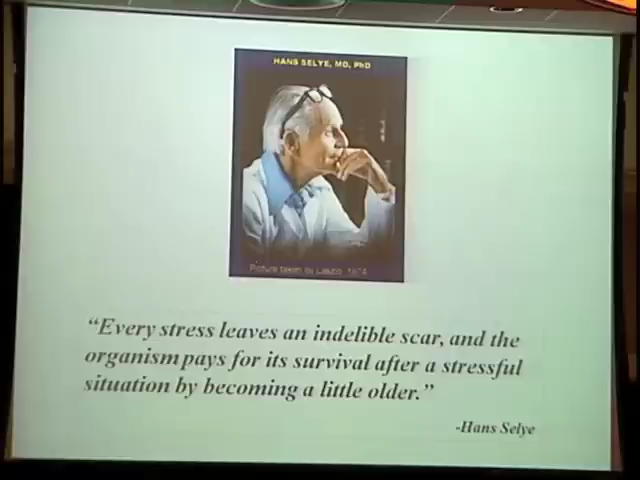 HANS SELYE, MD, PhD
Picture taken by Laszlo, 1974
“Every stress leaves an indelible scar, and the
organism pays for its survival after a stressful
situation by becoming a little older.”
-Hans Selye